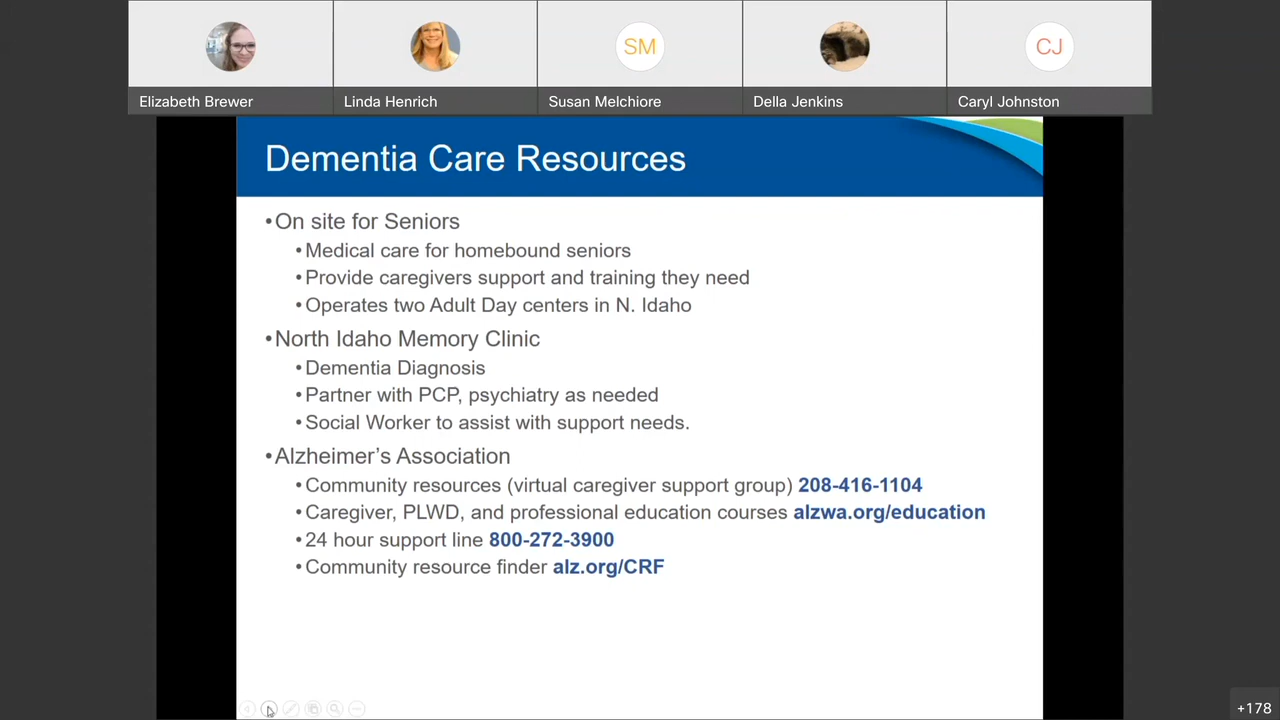 SM
CJ
Elizabeth Brewer
Linda Henrich
Susan Melchiore
Della Jenkins
Caryl Johnston
Dementia Care Resources
•On site for Seniors
•Medical care for homebound seniors
•Provide caregivers support and training they need
•Operates two Adult Day centers in N. Idaho
•North Idaho Memory Clinic
•Dementia Diagnosis
•Partner with PCP, psychiatry as needed
•Social Worker to assist with support needs.
•Alzheimer’s Association
•Community resources (virtual caregiver support group) 208-416-1104
•Caregiver, PLWD, and professional education courses alzwa.org/education
•24 hour support line 800-272-3900
•Community resource finder alz.org/CRF
+178